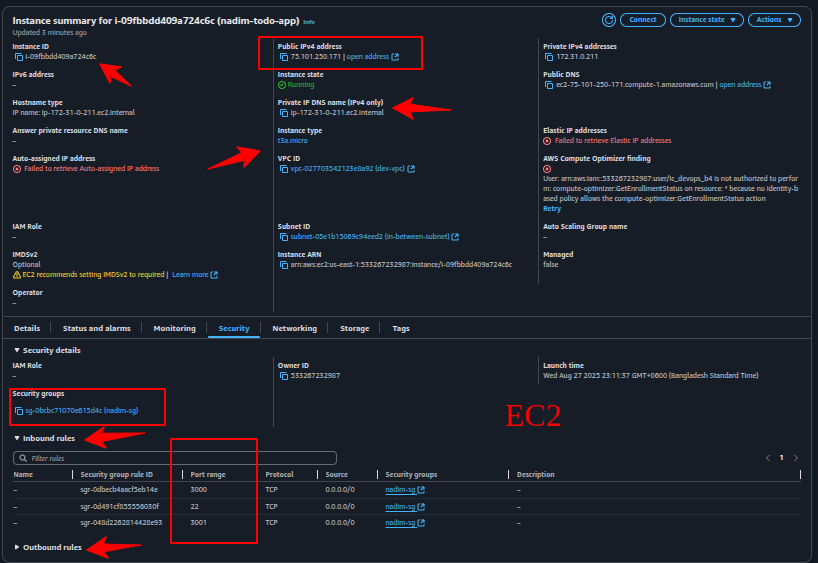 Instance summary for i-09fbbdd409a724c6c (nadim-todo-app) Info
Updated 3 minutes ago
Connect
Instance state
Actions
Instance ID
i-09fbbdd409a724c6c
Public IPv4 address
75.101.250.171 | open address
Private IPv4 addresses
172.31.0.211
IPv6 address
–
Instance state
Running
Public DNS
ec2-75-101-250-171.compute-1.amazonaws.com | open address
Hostname type
IP name: ip-172-31-0-211.ec2.internal
Private IP DNS name (IPv4 only)
ip-172-31-0-211.ec2.internal
Answer private resource DNS name
–
Instance type
t3a.micro
Elastic IP addresses
Failed to retrieve Elastic IP addresses
Auto-assigned IP address
Failed to retrieve Auto-assigned IP address
VPC ID
vpc-027703542123e8a92 (dev-vpc)
AWS Compute Optimizer finding
User: arn:aws:iam::533267232987:user/ic_devops_b4 is not authorized to perfor
m: compute-optimizer:GetEnrollmentStatus on resource: * because no identity-b
ased policy allows the compute-optimizer:GetEnrollmentStatus action
Retry
IAM Role
–
Subnet ID
subnet-05e1b15069c94eed2 (in-between-subnet)
Auto Scaling Group name
–
IMDSv2
Optional
EC2 recommends setting IMDSv2 to required | Learn more
Instance ARN
arn:aws:ec2:us-east-1:533267232987:instance/i-09fbbdd409a724c6c
Managed
false
Operator
–
Details
Status and alarms
Monitoring
Security
Networking
Storage
Tags
Security details
IAM Role
–
Owner ID
533267232987
Launch time
Wed Aug 27 2025 23:11:37 GMT+0600 (Bangladesh Standard Time)
Security groups
sg-0bcbc71070e615d4c (nadim-sg)
EC2
Inbound rules
Filter rules
1
Name Security group rule ID Port range Protocol Source Security groups Description
– sgr-0dbecb4aacf5eb14e 3000 TCP 0.0.0.0/0 nadim-sg –
– sgr-0d491cf855556030f 22 TCP 0.0.0.0/0 nadim-sg –
– sgr-048d2262814428e93 3001 TCP 0.0.0.0/0 nadim-sg –
Outbound rules